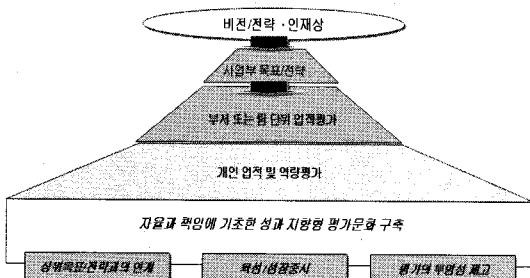 비전/전략 · 인재상
사업부 목표/전략
부서 또는 팀 단위 업적평가
개인 업적 및 역량평가
자율과 책임에 기초한 성과 지향형 평가문화 구축
상위목표/전략과의 연계
육성/성장중시
평가의 투명성 제고